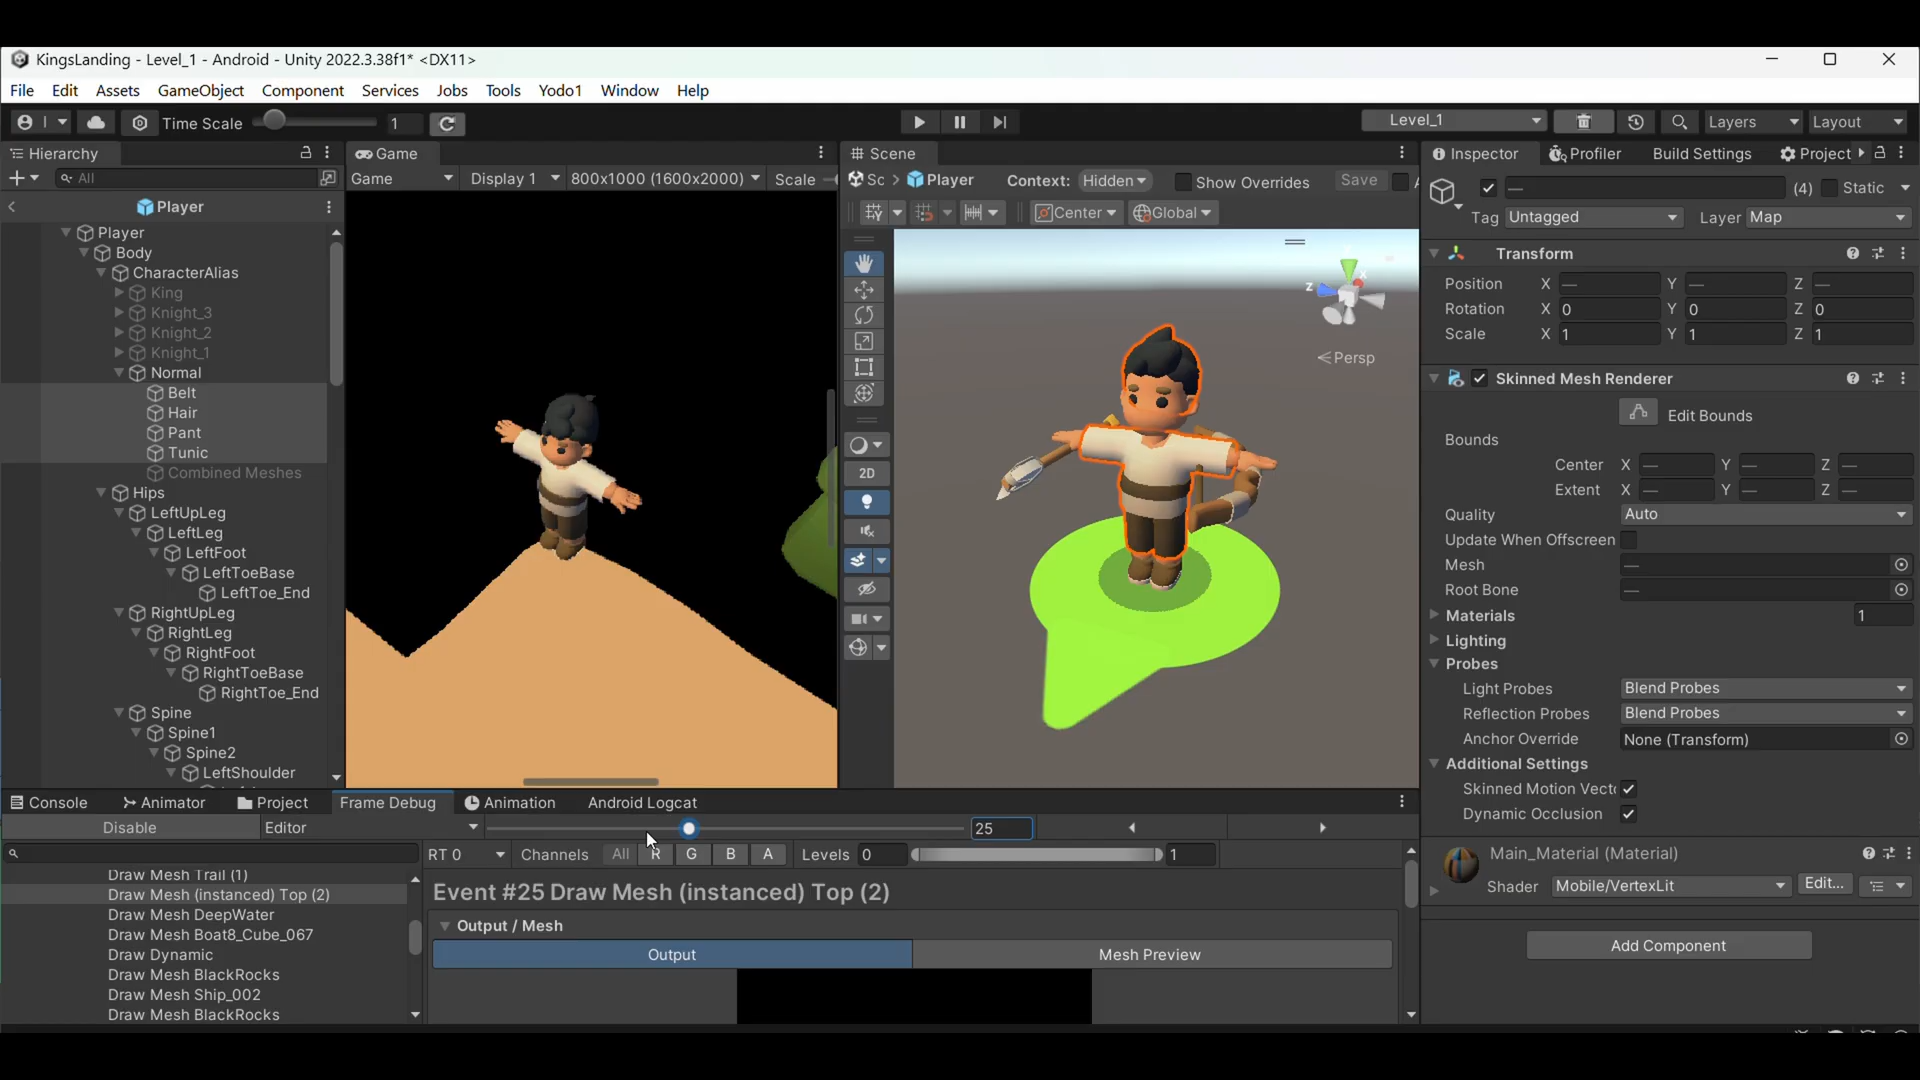 KingsLanding - Level_1 - Android - Unity 2022.3.38f1* <DX11>
File Edit Assets GameObject Component Services Jobs Tools Yodo1 Window Help
I Time Scale 1 Level_1 Layers Layout
Hierarchy
All
Player
Player
Body
CharacterAlias
King
Knight_3
Knight_2
Knight_1
Normal
Belt
Hair
Pant
Tunic
Combined Meshes
Hips
LeftUpLeg
LeftLeg
LeftFoot
LeftToeBase
LeftToe_End
RightUpLeg
RightLeg
RightFoot
RightToeBase
RightToe_End
Spine
Spine1
Spine2
LeftShoulder
Game
Game Display 1 800x1000 (1600x2000) Scale
Scene
Sc > Player Context: Hidden Show Overrides Save
Center Global
2D
x
z
Persp
Inspector Profiler Build Settings Project
— (4) Static
Tag Untagged Layer Map
Transform
Position X — Y — Z —
Rotation X 0 Y 0 Z 0
Scale X 1 Y 1 Z 1
Skinned Mesh Renderer
Edit Bounds
Bounds
Center X — Y — Z —
Extent X — Y — Z —
Quality Auto
Update When Offscreen
Mesh —
Root Bone —
Materials 1
Lighting
Probes
Light Probes Blend Probes
Reflection Probes Blend Probes
Anchor Override None (Transform)
Additional Settings
Skinned Motion Vect
Dynamic Occlusion
Main_Material (Material)
Shader Mobile/VertexLit Edit...
Add Component
Console Animator Project Frame Debug Animation Android Logcat
Disable Editor 25
RT 0 Channels All R G B A Levels 0 1
Draw Mesh Trail (1)
Draw Mesh (instanced) Top (2)
Draw Mesh DeepWater
Draw Mesh Boat8_Cube_067
Draw Dynamic
Draw Mesh BlackRocks
Draw Mesh Ship_002
Draw Mesh BlackRocks
Event #25 Draw Mesh (instanced) Top (2)
Output / Mesh
Output Mesh Preview